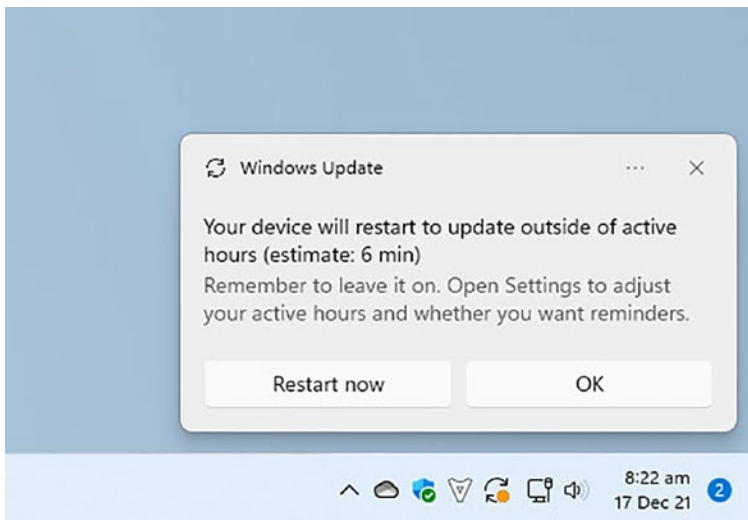 Windows Update
Your device will restart to update outside of active
hours (estimate: 6 min)
Remember to leave it on. Open Settings to adjust
your active hours and whether you want reminders.
Restart now
OK
8:22 am
17 Dec 21
2